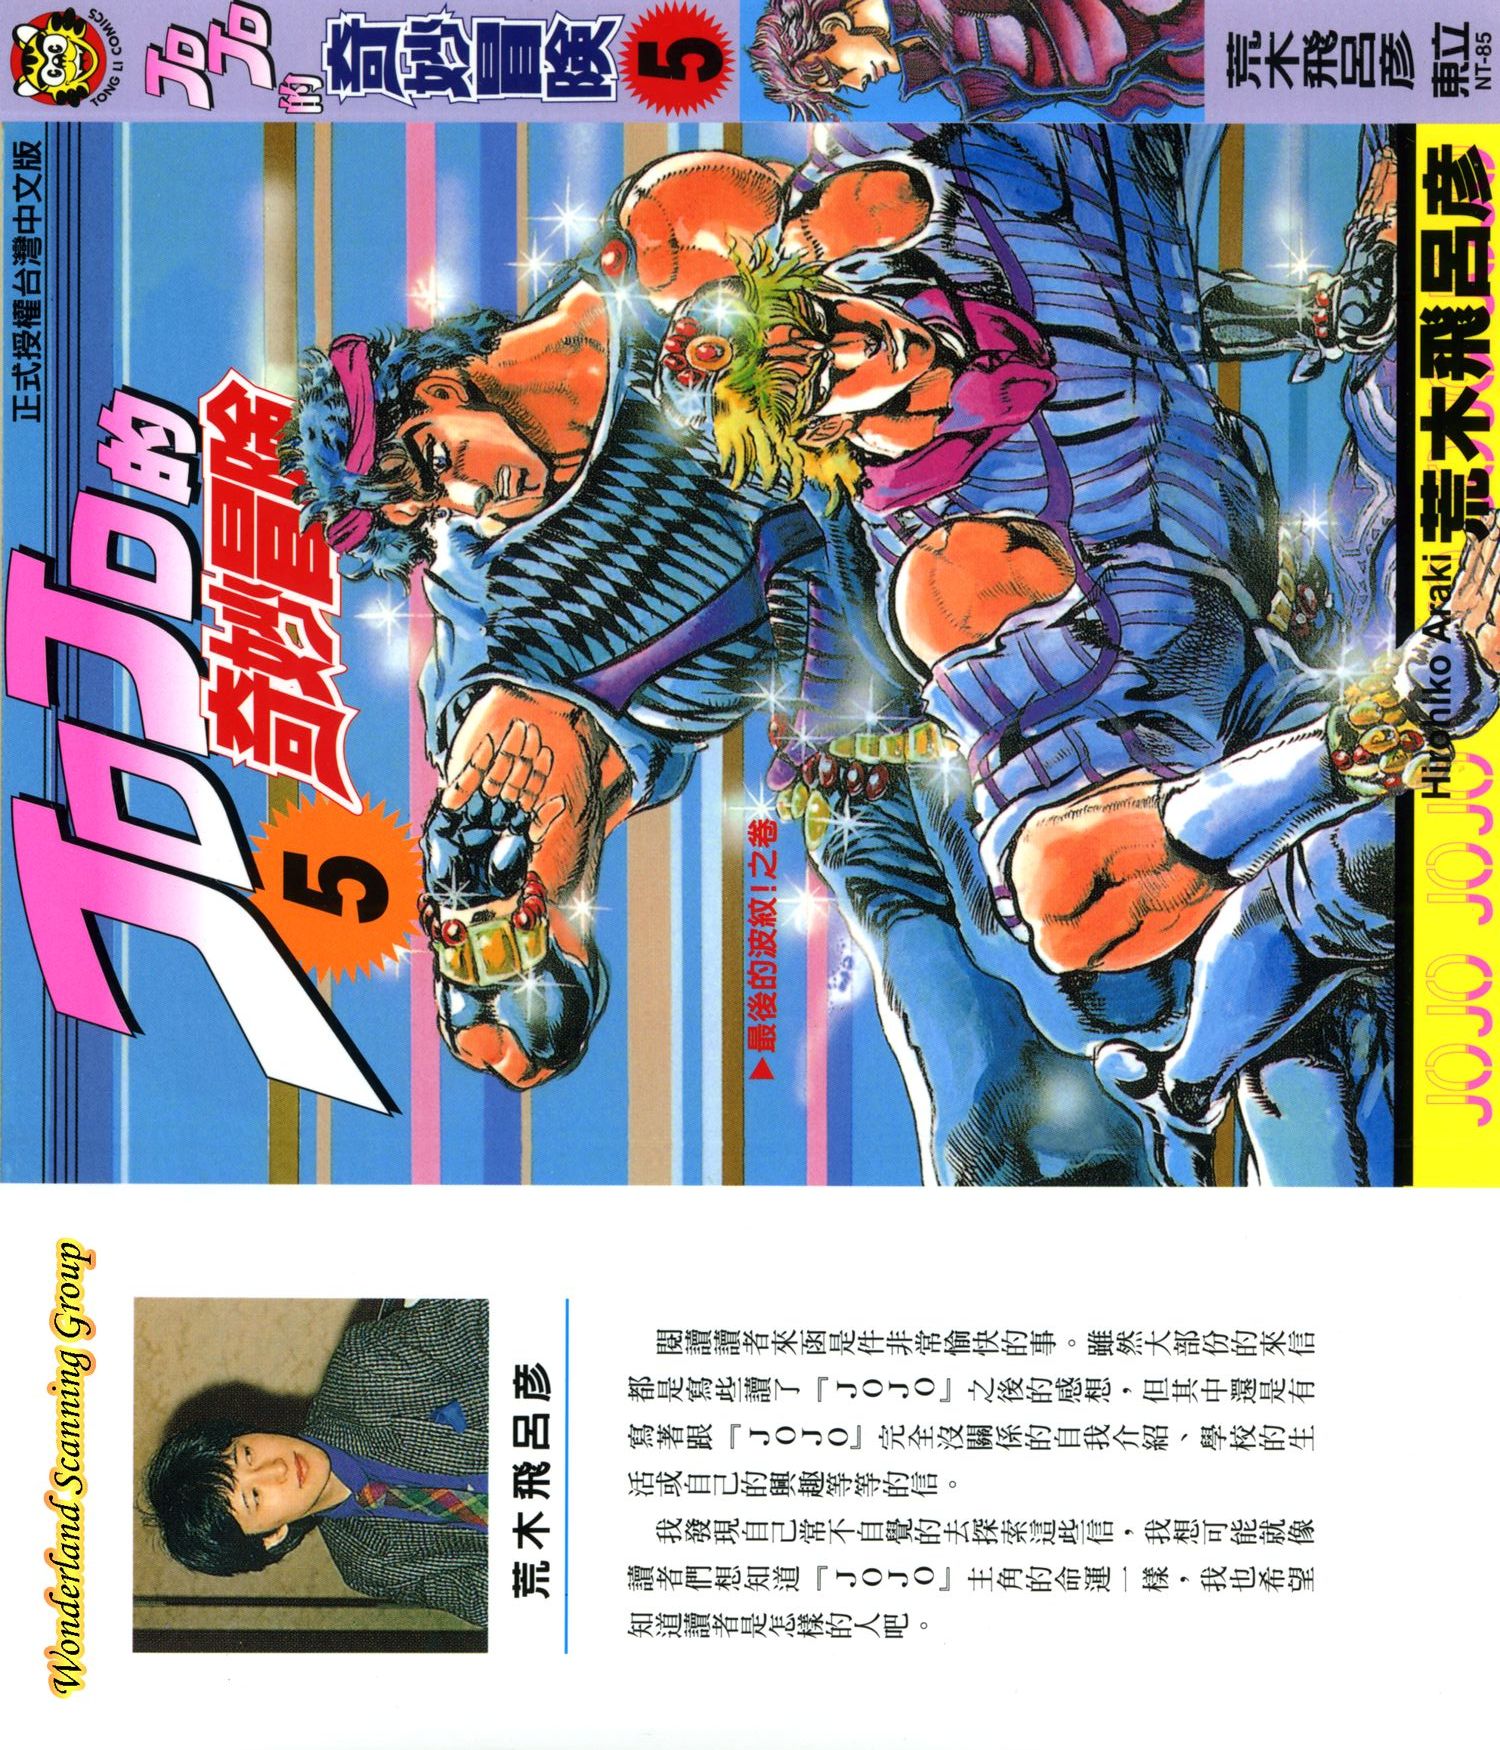 TONG LI COMICS
JOJO的
奇妙冒險
5
荒木飛呂彥
東立
NT-85
正式授權台灣中文版
JOJO的
奇妙冒險
5
▶最後的波紋!之卷
Hirohiko Araki 荒木飛呂彥
JOJO JOJO
Wonderland Scanning Group
荒木飛呂彥
閱讀讀者來函是件非常愉快的事。雖然大部份的來信
都是寫些讀了『JOJO』之後的感想，但其中還是有
寫著跟『JOJO』完全沒關係的自我介紹、學校的生
活或自己的興趣等等的信。
我發現自己常不自覺的去探索這些信，我想可能就像
讀者們想知道『JOJO』主角的命運一樣，我也希望
知道讀者是怎樣的人吧。